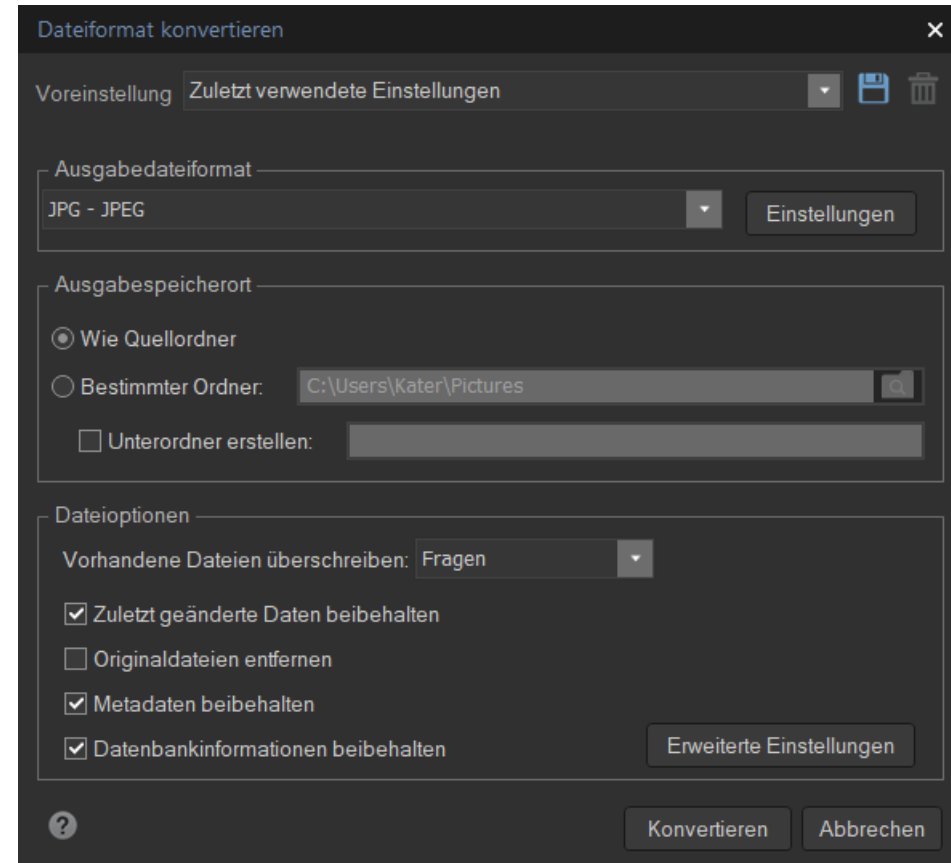 Dateiformat konvertieren
Voreinstellung Zuletzt verwendete Einstellungen
Ausgabedateiformat
JPG - JPEG Einstellungen
Ausgabespeicherort
Wie Quellordner
Bestimmter Ordner: C:\Users\Kater\Pictures
Unterordner erstellen:
Dateioptionen
Vorhandene Dateien überschreiben: Fragen
Zuletzt geänderte Daten beibehalten
Originaldateien entfernen
Metadaten beibehalten
Datenbankinformationen beibehalten Erweiterte Einstellungen
? Konvertieren Abbrechen